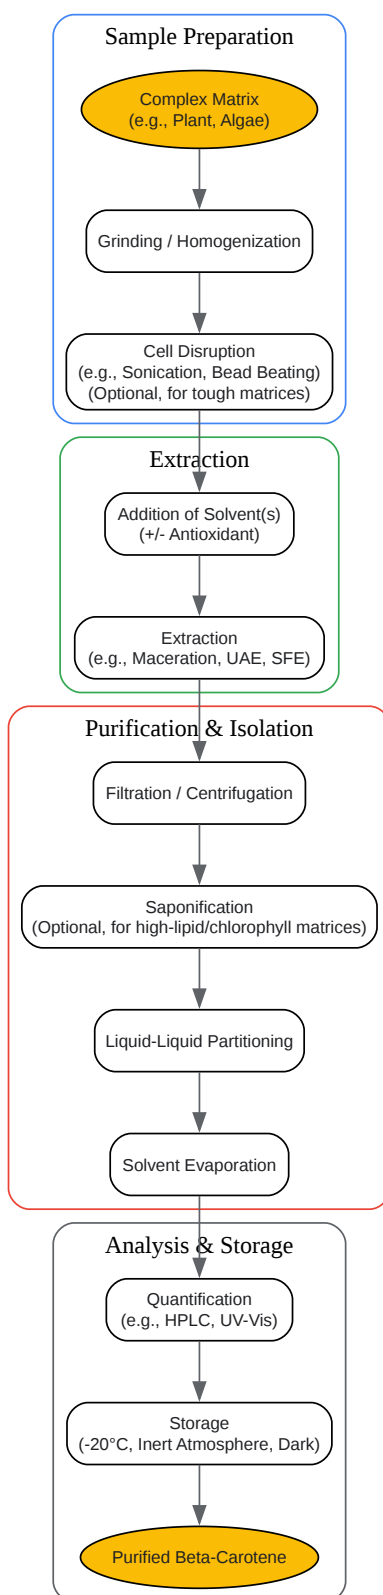 Sample Preparation
Complex Matrix
(e.g., Plant, Algae)
Grinding / Homogenization
Cell Disruption
(e.g., Sonication, Bead Beating)
(Optional, for tough matrices)
Extraction
Addition of Solvent(s)
(+/- Antioxidant)
Extraction
(e.g., Maceration, UAE, SFE)
Purification & Isolation
Filtration / Centrifugation
Saponification
(Optional, for high-lipid/chlorophyll matrices)
Liquid-Liquid Partitioning
Solvent Evaporation
Analysis & Storage
Quantification
(e.g., HPLC, UV-Vis)
Storage
(-20°C, Inert Atmosphere, Dark)
Purified Beta-Carotene